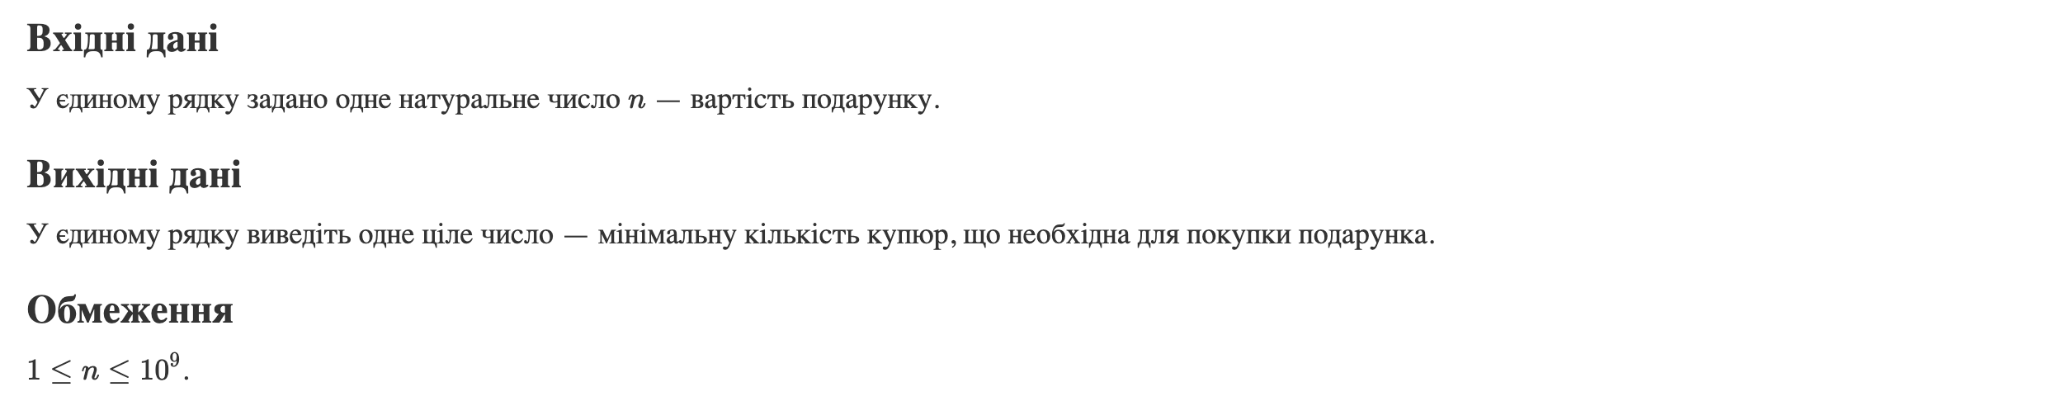 Вхідні дані
У єдиному рядку задано одне натуральне число n — вартість подарунку.
Вихідні дані
У єдиному рядку виведіть одне ціле число — мінімальну кількість купюр, що необхідна для покупки подарунка.
Обмеження
1 ≤ n ≤ 10⁹.